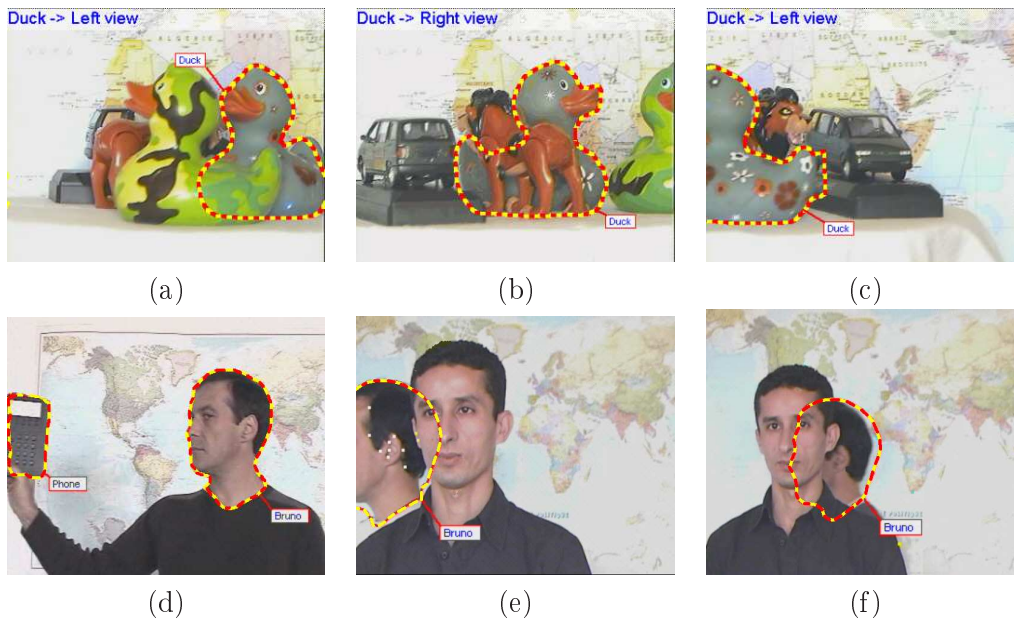 Duck -> Left view
Duck
(a)
Duck -> Right view
Duck
(b)
Duck -> Left view
Duck
(c)
Phone
Bruno
(d)
Bruno
(e)
Bruno
(f)